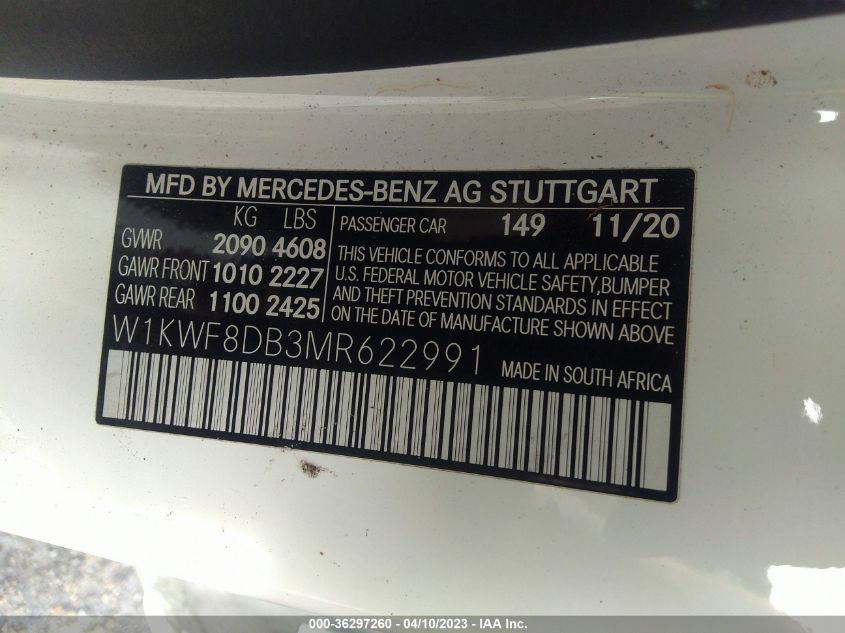 MFD BY MERCEDES-BENZ AG STUTTGART
KG LBS
GVWR 2090 4608
GAWR FRONT 1010 2227
GAWR REAR 1100 2425
PASSENGER CAR 149 11/20
THIS VEHICLE CONFORMS TO ALL APPLICABLE
U.S. FEDERAL MOTOR VEHICLE SAFETY,BUMPER
AND THEFT PREVENTION STANDARDS IN EFFECT
ON THE DATE OF MANUFACTURE SHOWN ABOVE
W1KWF8DB3MR622991
MADE IN SOUTH AFRICA
000-36297260 - 04/10/2023 - IAA Inc.